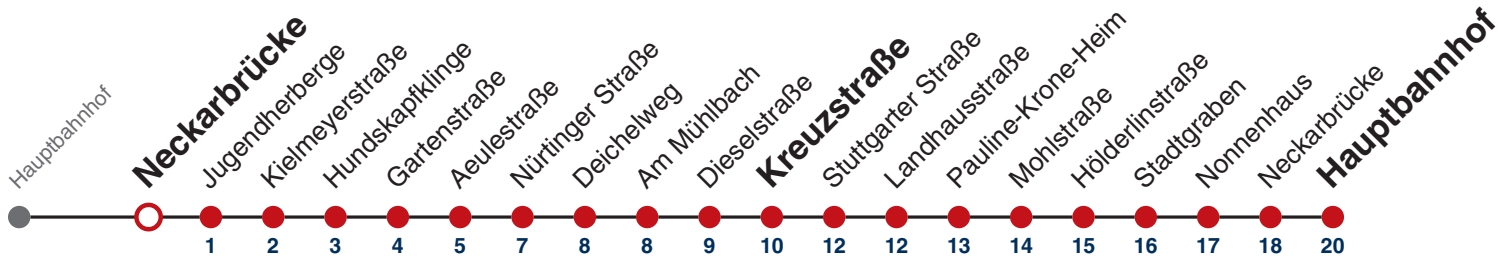 Hauptbahnhof
Neckarbrücke
Jugendherberge
Kielmeyerstraße
Hundskapfklinge
Gartenstraße
Aeulestraße
Nürtinger Straße
Deichelweg
Am Mühlbach
Dieselstraße
Kreuzstraße
Stuttgarter Straße
Landhausstraße
Pauline-Krone-Heim
Mohlstraße
Hölderlinstraße
Stadtgraben
Nonnenhaus
Neckarbrücke
Hauptbahnhof
1 2 3 4 5 7 8 8 9 10 12 12 13 14 15 16 17 18 20